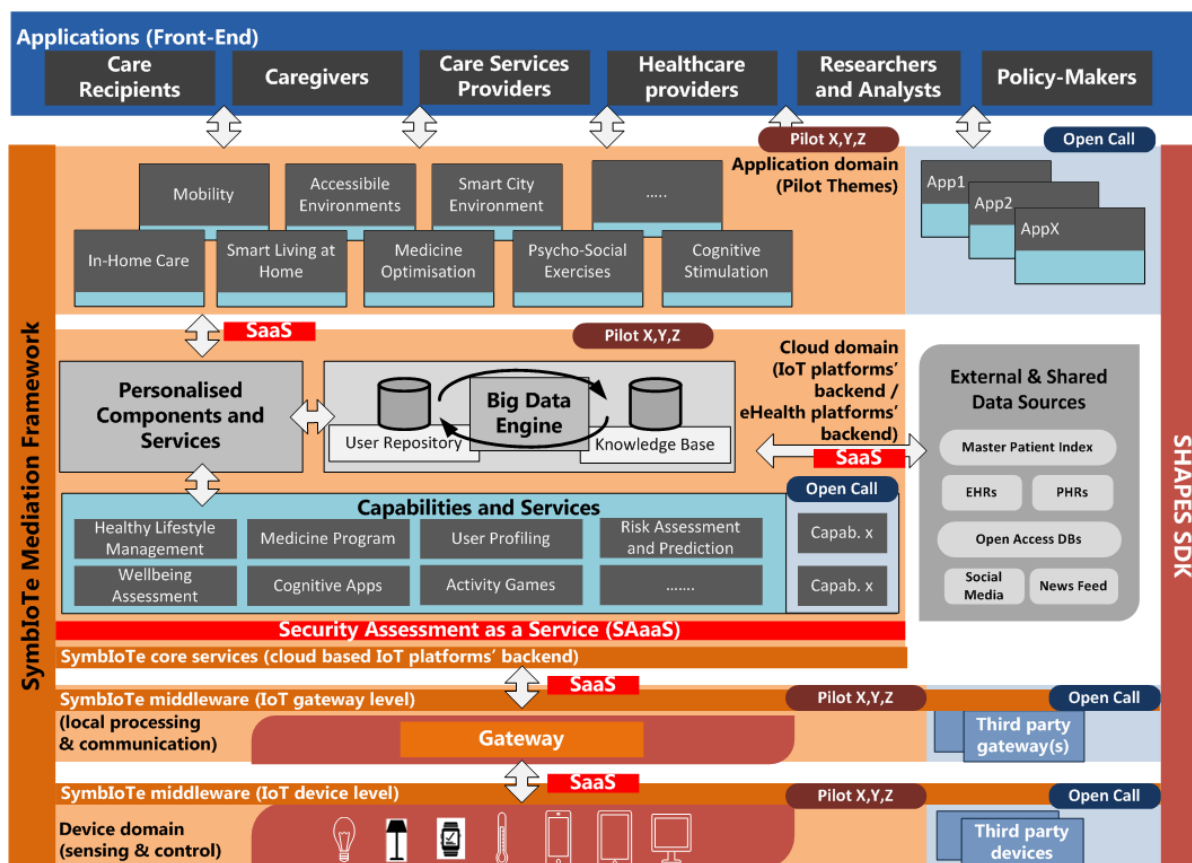 Applications (Front-End)
Care
Recipients
Caregivers
Care Services
Providers
Healthcare
providers
Researchers
and Analysts
Policy-Makers
SymbIoTe Mediation Framework
Pilot X,Y,Z
Application domain
(Pilot Themes)
Mobility
Accessibile
Environments
Smart City
Environment
.....
In-Home Care
Smart Living at
Home
Medicine
Optimisation
Psycho-Social
Exercises
Cognitive
Stimulation
Open Call
App1
App2
AppX
SHAPES SDK
SaaS
Pilot X,Y,Z
Cloud domain
(IoT platforms'
backend /
eHealth platforms'
backend)
Personalised
Components and
Services
User Repository
Big Data
Engine
Knowledge Base
SaaS
External & Shared
Data Sources
Master Patient Index
EHRs
PHRs
Open Access DBs
Social
Media
News Feed
Capabilities and Services
Healthy Lifestyle
Management
Medicine Program
User Profiling
Risk Assessment
and Prediction
Wellbeing
Assessment
Cognitive Apps
Activity Games
.......
Open Call
Capab. x
Capab. x
Security Assessment as a Service (SAaaS)
SymbIoTe core services (cloud based IoT platforms' backend)
SaaS
SymbIoTe middleware (IoT gateway level)
Pilot X,Y,Z
Open Call
(local processing
& communication)
Gateway
Third party
gateway(s)
SaaS
SymbIoTe middleware (IoT device level)
Pilot X,Y,Z
Open Call
Device domain
(sensing & control)
Third party
devices